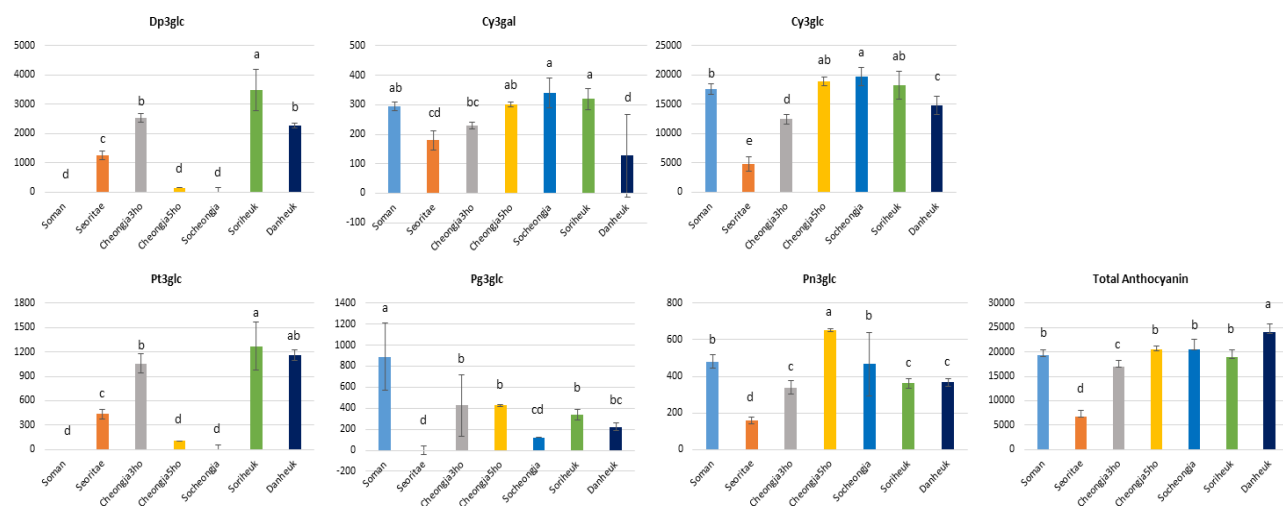 Dp3glc
5000
4000
3000
2000
1000
0
d
c
b
d
d
a
b
Soman
Seoritae
Cheongja3ho
Cheongja5ho
Socheongja
Soriheuk
Danheuk
Cy3gal
500
400
300
200
100
0
-100
ab
cd
bc
ab
a
a
d
Soman
Seoritae
Cheongja3ho
Cheongja5ho
Socheongja
Soriheuk
Danheuk
Cy3glc
25000
20000
15000
10000
5000
0
b
e
d
ab
a
ab
c
Soman
Seoritae
Cheongja3ho
Cheongja5ho
Socheongja
Soriheuk
Danheuk
Pt3glc
1800
1500
1200
900
600
300
0
d
c
b
d
d
a
ab
Soman
Seoritae
Cheongja3ho
Cheongja5ho
Socheongja
Soriheuk
Danheuk
Pg3glc
1400
1200
1000
800
600
400
200
0
-200
a
d
b
b
cd
b
bc
Soman
Seoritae
Cheongja3ho
Cheongja5ho
Socheongja
Soriheuk
Danheuk
Pn3glc
800
600
400
200
0
b
d
c
a
b
c
c
Soman
Seoritae
Cheongja3ho
Cheongja5ho
Socheongja
Soriheuk
Danheuk
Total Anthocyanin
30000
25000
20000
15000
10000
5000
0
b
d
c
b
b
b
a
Soman
Seoritae
Cheongja3ho
Cheongja5ho
Socheongja
Soriheuk
Danheuk